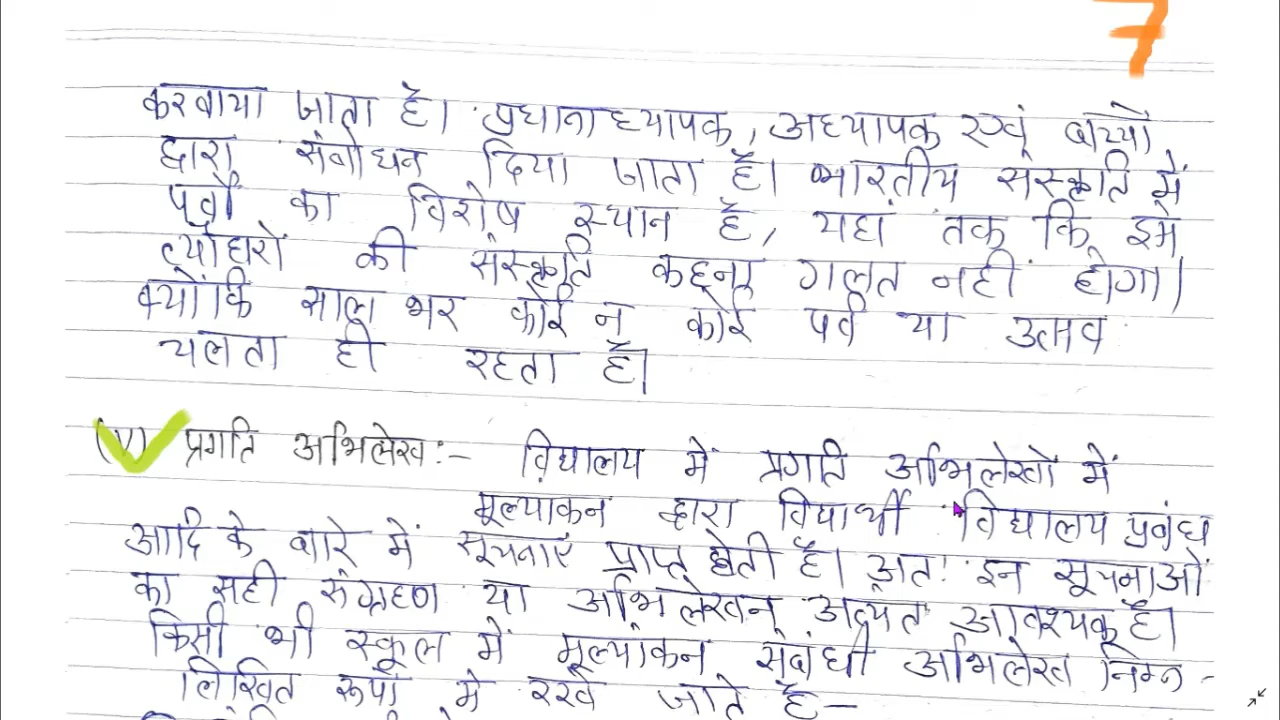 7
करवाया जाता है। प्रधानाध्यापक, अध्यापक एवं बच्चों
द्वारा संबोधन दिया जाता है। भारतीय संस्कृति में
पर्वों का विशेष स्थान है, यहां तक कि इसे
त्योहारों की संस्कृति कहना गलत नहीं होगा।
क्योंकि साल भर कोई न कोई पर्व या उत्सव
चलता ही रहता है।
(V) प्रगति अभिलेख:- विद्यालय में प्रगति अभिलेखों में
मूल्यांकन द्वारा विद्यार्थी विद्यालय प्रबंध
आदि के बारे में सूचनाएं प्राप्त होती है। अतः इन सूचनाओं
का सही संग्रहण या अभिलेखन अत्यंत आवश्यक है।
किसी भी स्कूल में मूल्यांकन संबंधी अभिलेख निम्न-
लिखित रूपों में रखे जाते है-